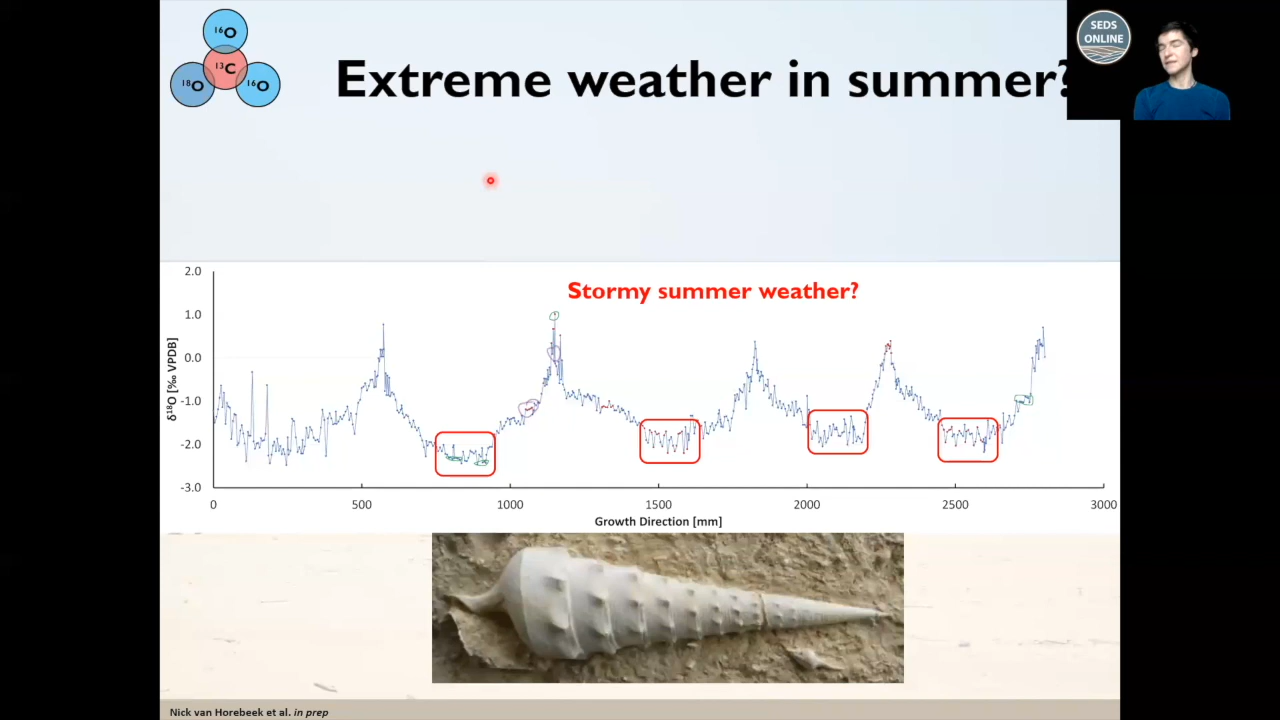 16O
13C
18O
16O
Extreme weather in summer?
SEDS
ONLINE
Stormy summer weather?
δ18O [‰ VPDB]
2.0
1.0
0.0
-1.0
-2.0
-3.0
0
500
1000
1500
2000
2500
3000
Growth Direction [mm]
Nick van Horebeek et al. in prep